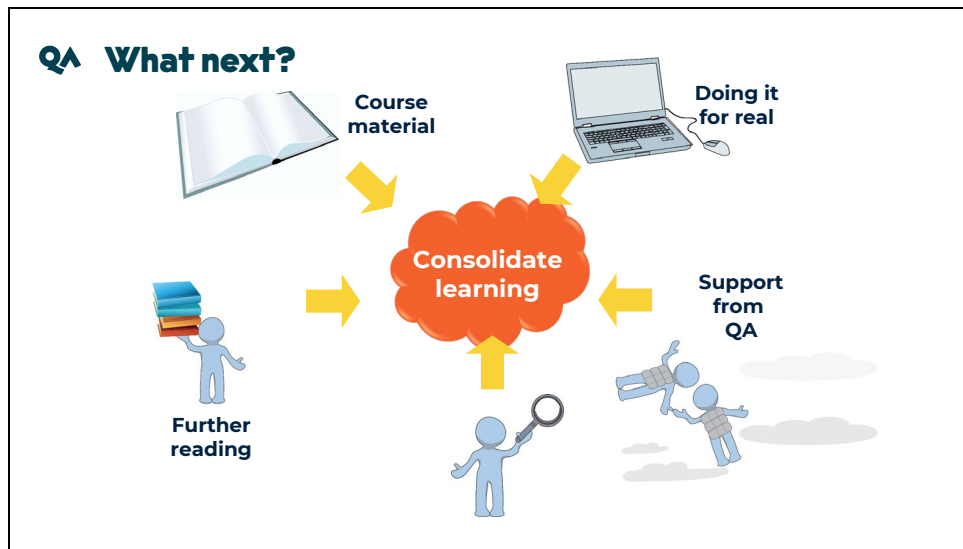 QA What next?
Course
material
Doing it
for real
Consolidate
learning
Support
from
QA
Further
reading